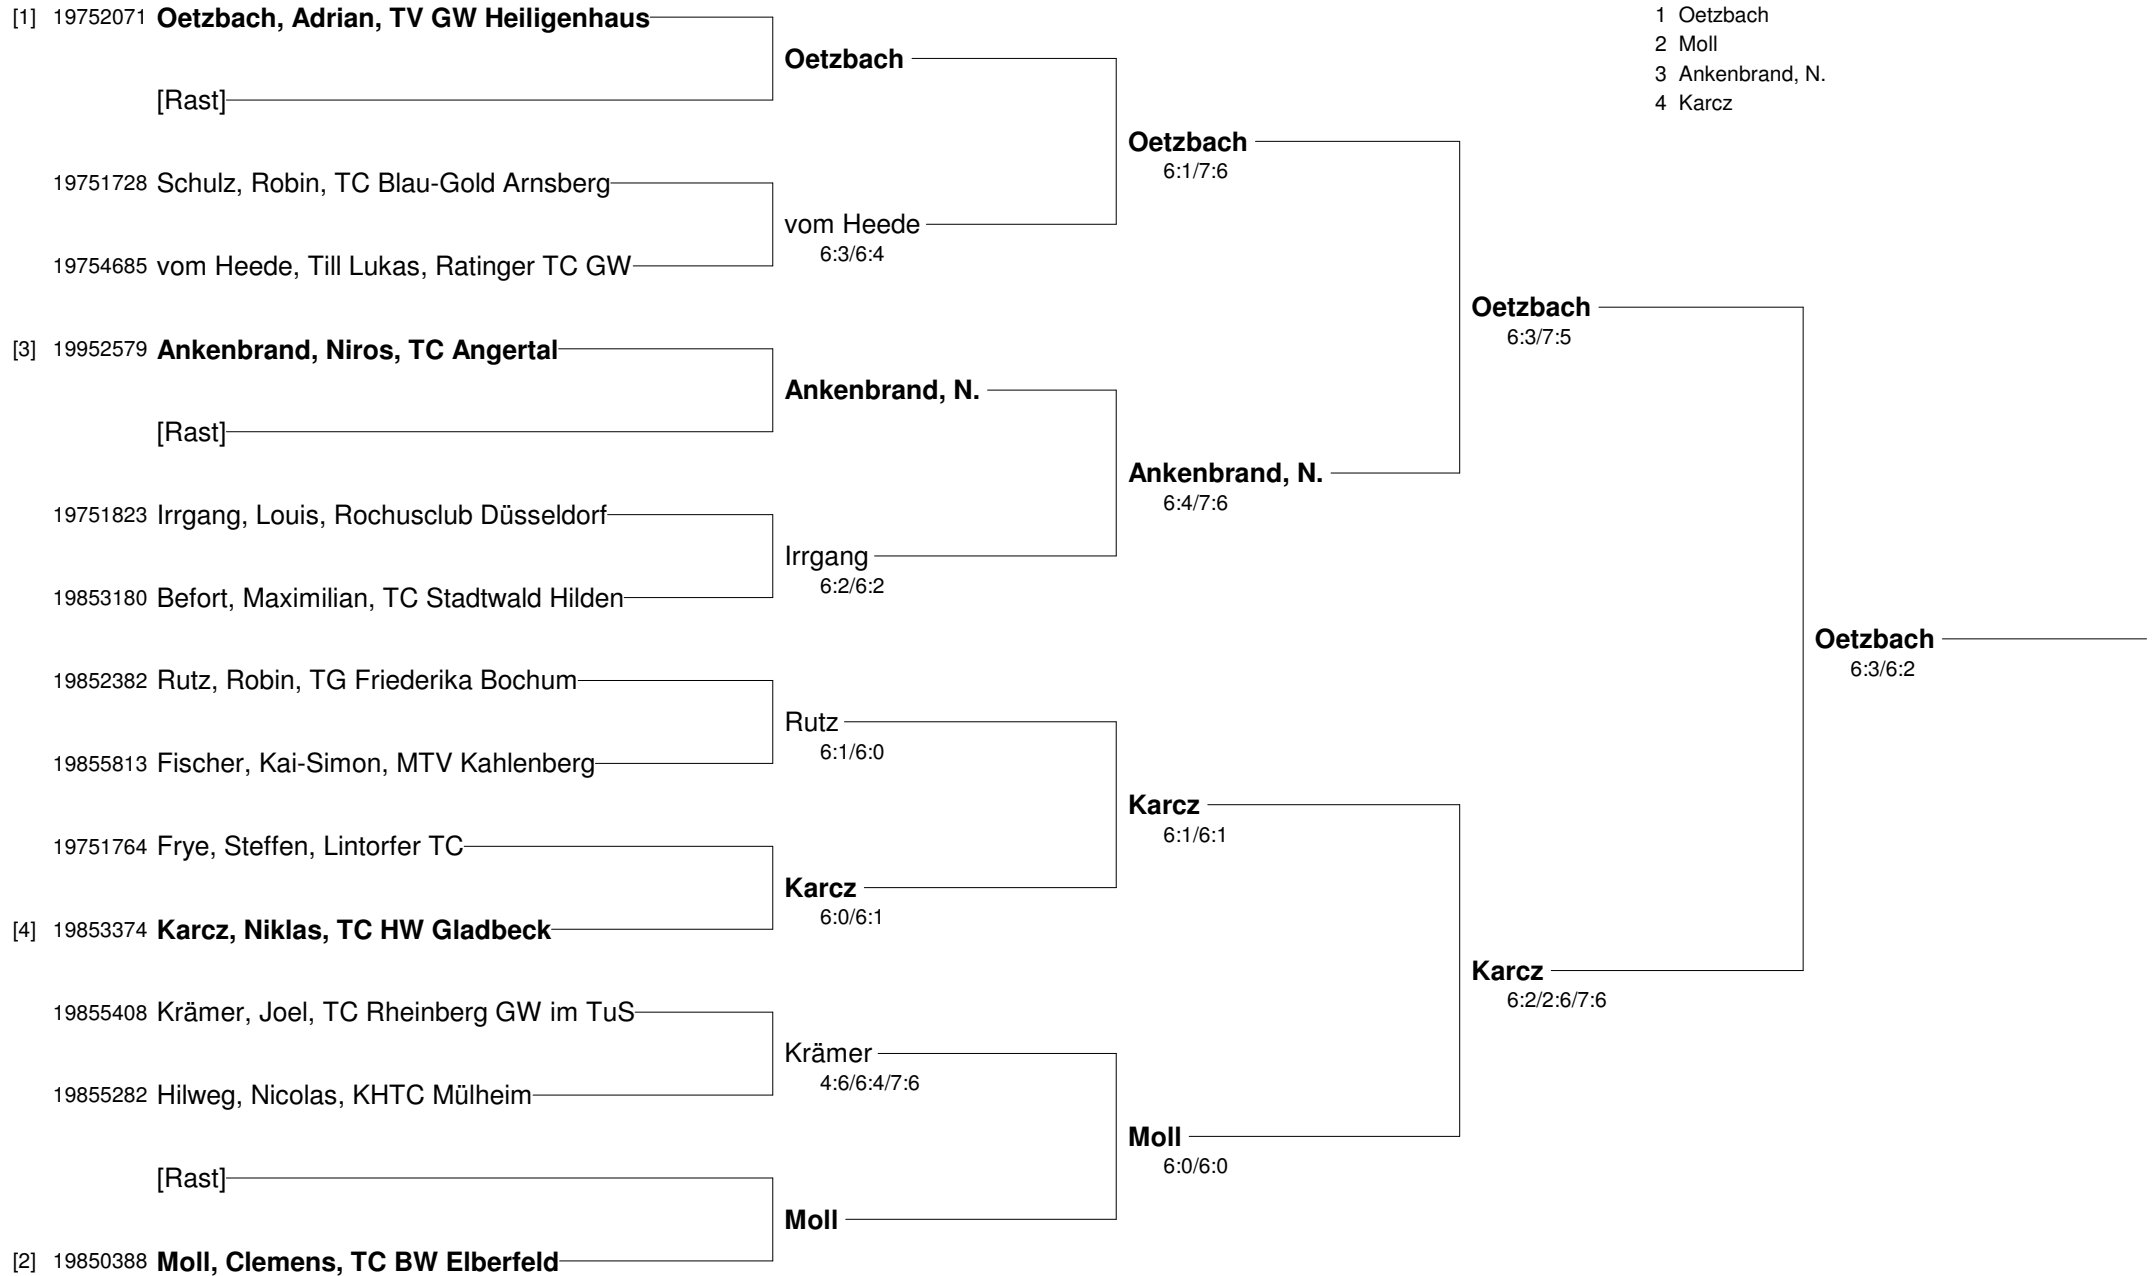 [1] 19752071 Oetzbach, Adrian, TV GW Heiligenhaus
[Rast]
19751728 Schulz, Robin, TC Blau-Gold Arnsberg
19754685 vom Heede, Till Lukas, Ratinger TC GW
[3] 19952579 Ankenbrand, Niros, TC Angertal
[Rast]
19751823 Irrgang, Louis, Rochusclub Düsseldorf
19853180 Befort, Maximilian, TC Stadtwald Hilden
19852382 Rutz, Robin, TG Friederika Bochum
19855813 Fischer, Kai-Simon, MTV Kahlenberg
19751764 Frye, Steffen, Lintorfer TC
[4] 19853374 Karcz, Niklas, TC HW Gladbeck
19855408 Krämer, Joel, TC Rheinberg GW im TuS
19855282 Hilweg, Nicolas, KHTC Mülheim
[Rast]
[2] 19850388 Moll, Clemens, TC BW Elberfeld
Oetzbach
vom Heede
6:3/6:4
Ankenbrand, N.
Irrgang
6:2/6:2
Rutz
6:1/6:0
Karcz
6:0/6:1
Krämer
4:6/6:4/7:6
Moll
Oetzbach
6:1/7:6
Ankenbrand, N.
6:4/7:6
Karcz
6:1/6:1
Moll
6:0/6:0
Oetzbach
6:3/7:5
Karcz
6:2/2:6/7:6
Oetzbach
6:3/6:2
1 Oetzbach
2 Moll
3 Ankenbrand, N.
4 Karcz